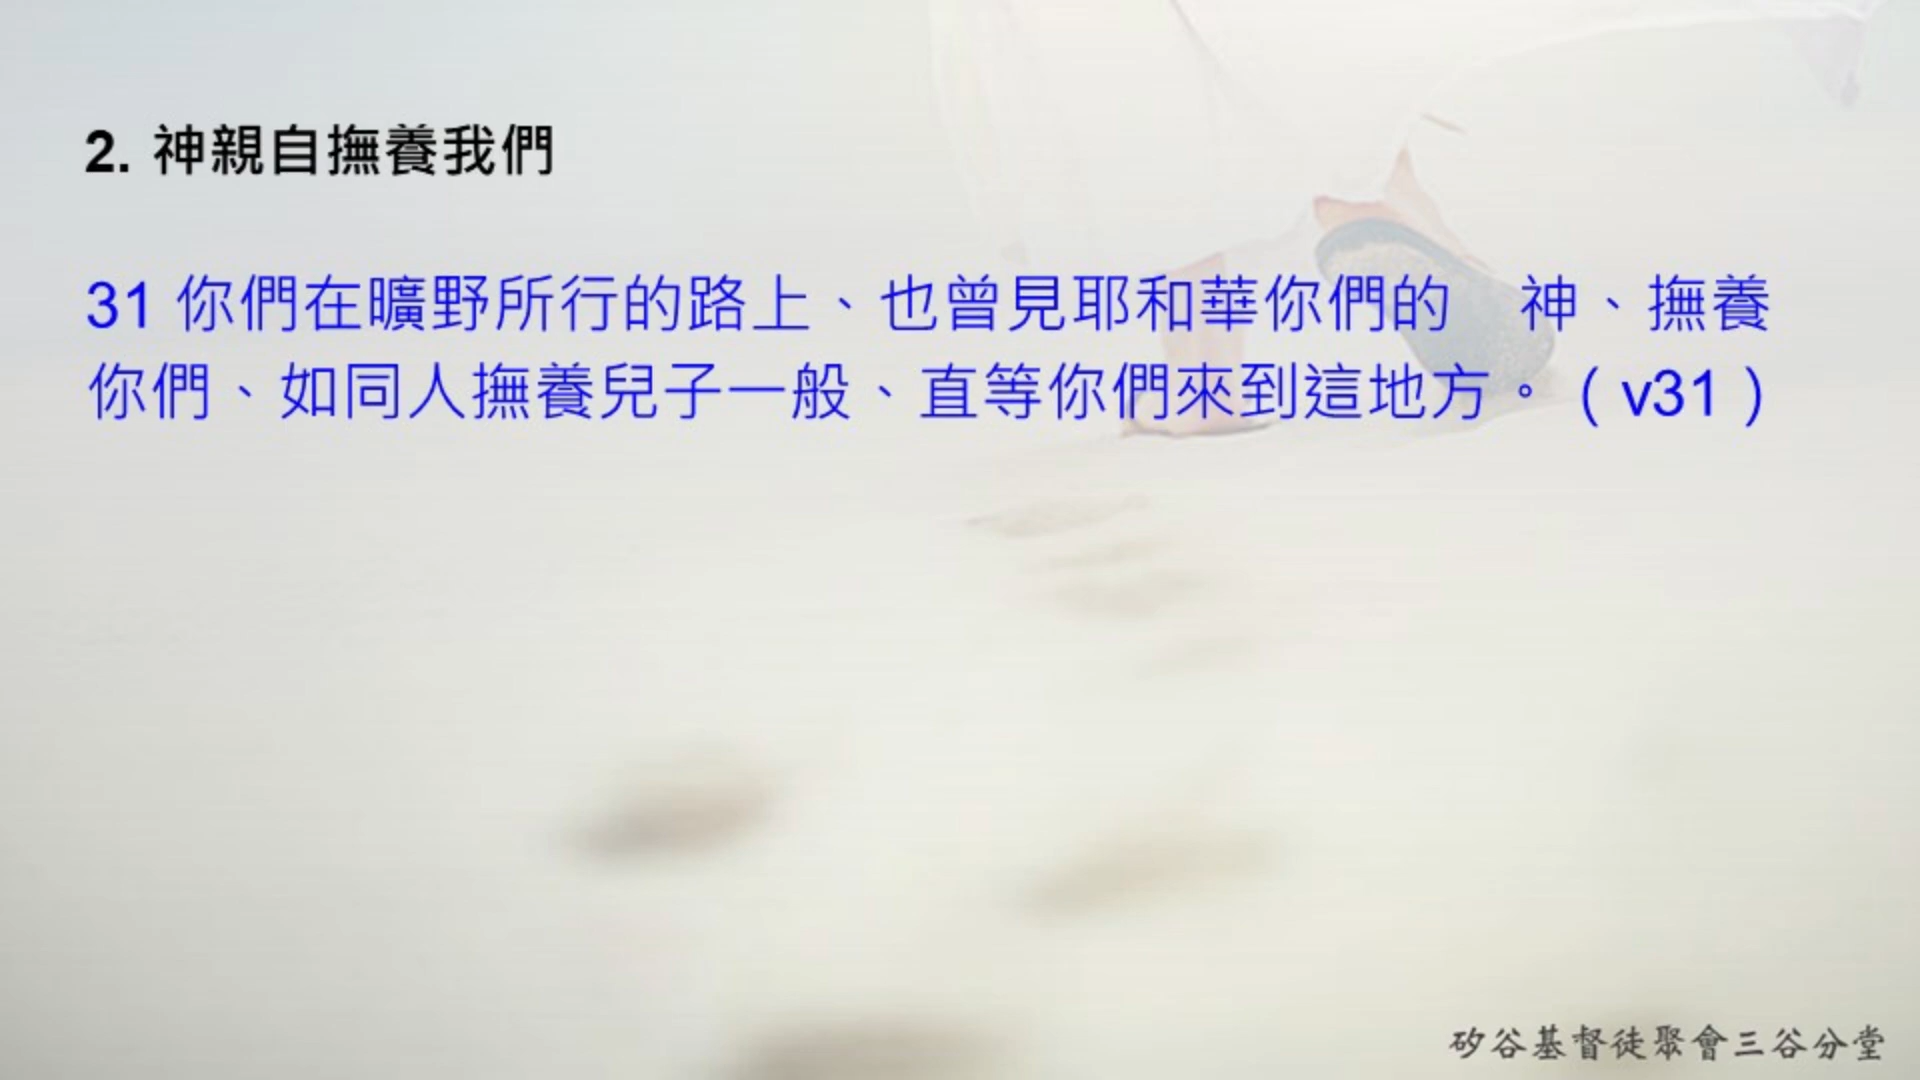 2. 神親自撫養我們
31 你們在曠野所行的路上、也曾見耶和華你們的　神、撫養
你們、如同人撫養兒子一般、直等你們來到這地方。（v31）
矽谷基督徒聚會三谷分堂